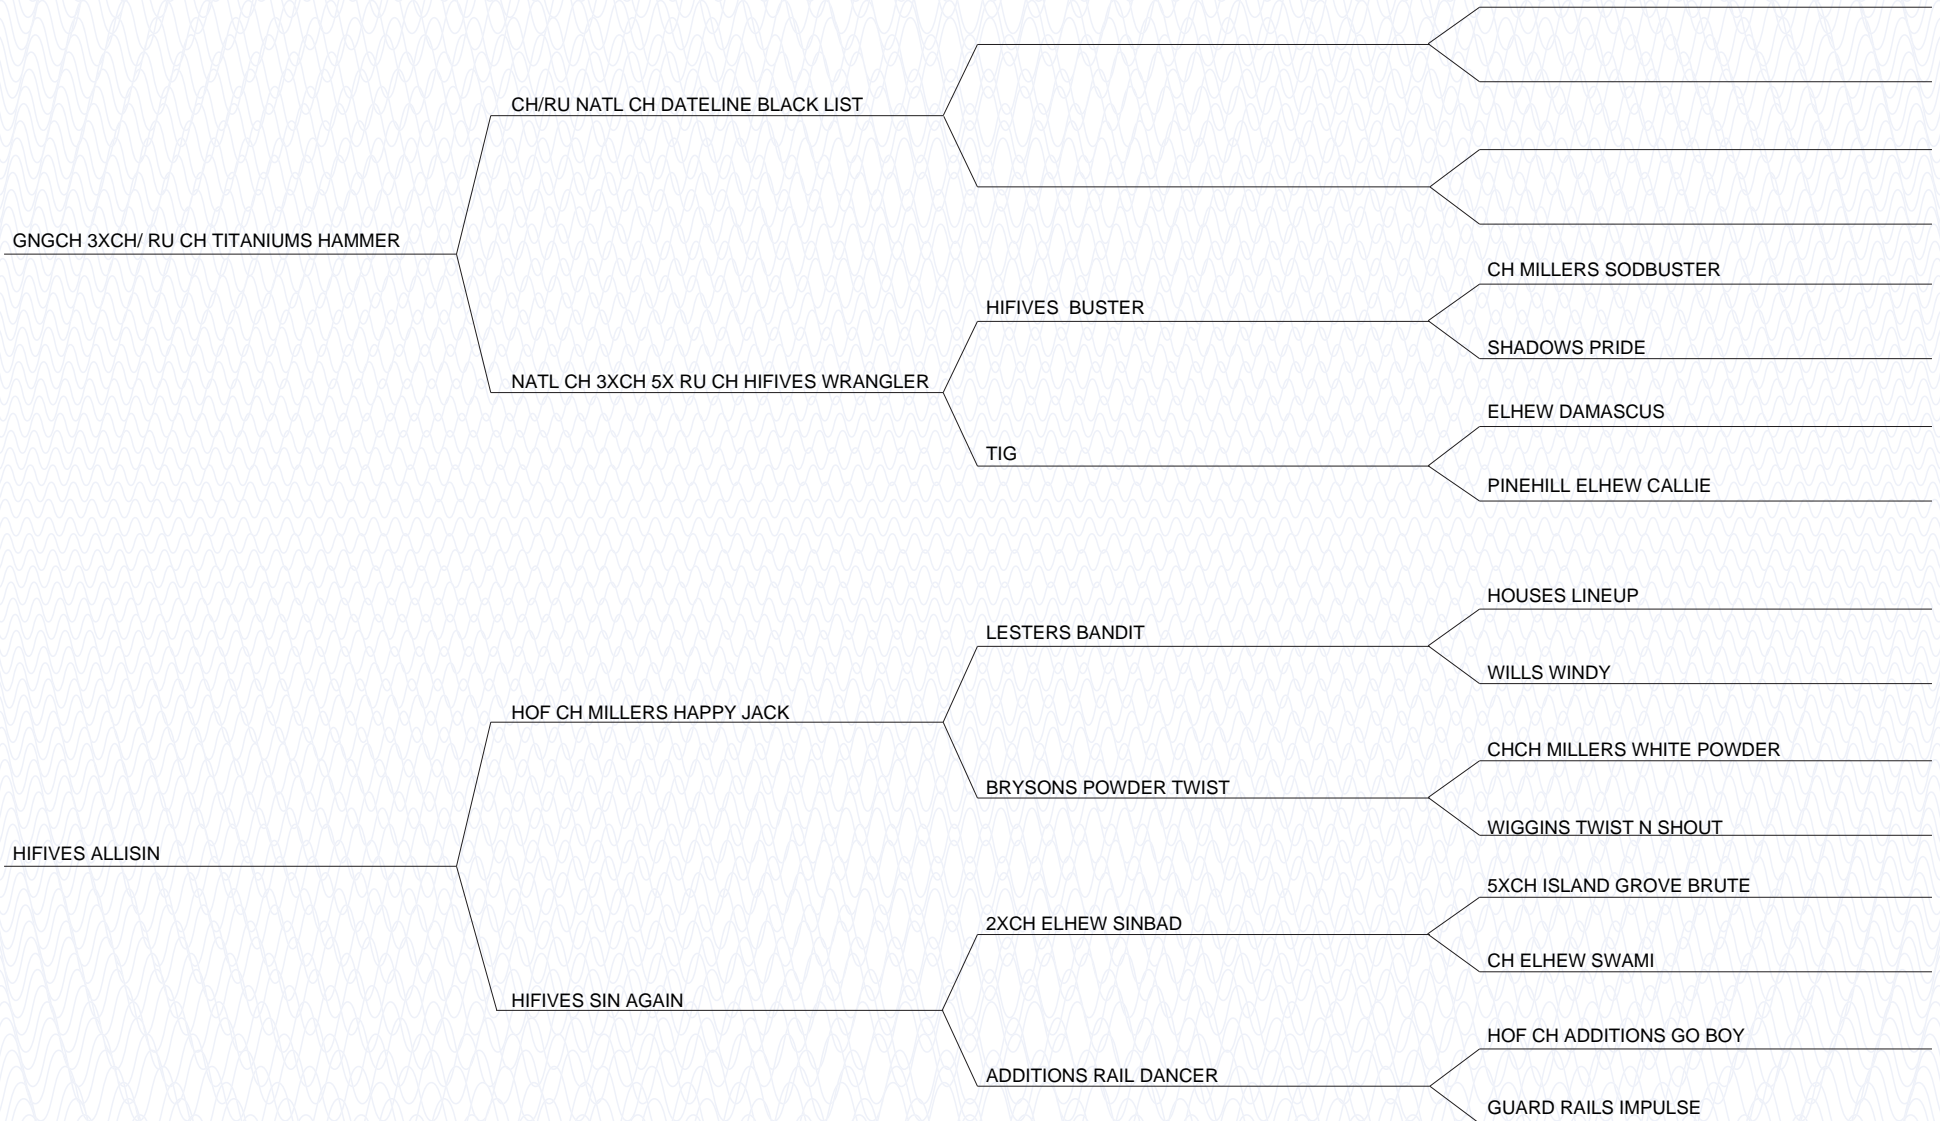 CH/RU NATL CH DATELINE BLACK LIST
GNGCH 3XCH/ RU CH TITANIUMS HAMMER
CH MILLERS SODBUSTER
HIFIVES  BUSTER
SHADOWS PRIDE
NATL CH 3XCH 5X RU CH HIFIVES WRANGLER
ELHEW DAMASCUS
TIG
PINEHILL ELHEW CALLIE
HOUSES LINEUP
LESTERS BANDIT
WILLS WINDY
HOF CH MILLERS HAPPY JACK
CHCH MILLERS WHITE POWDER
BRYSONS POWDER TWIST
WIGGINS TWIST N SHOUT
HIFIVES ALLISIN
5XCH ISLAND GROVE BRUTE
2XCH ELHEW SINBAD
CH ELHEW SWAMI
HIFIVES SIN AGAIN
HOF CH ADDITIONS GO BOY
ADDITIONS RAIL DANCER
GUARD RAILS IMPULSE